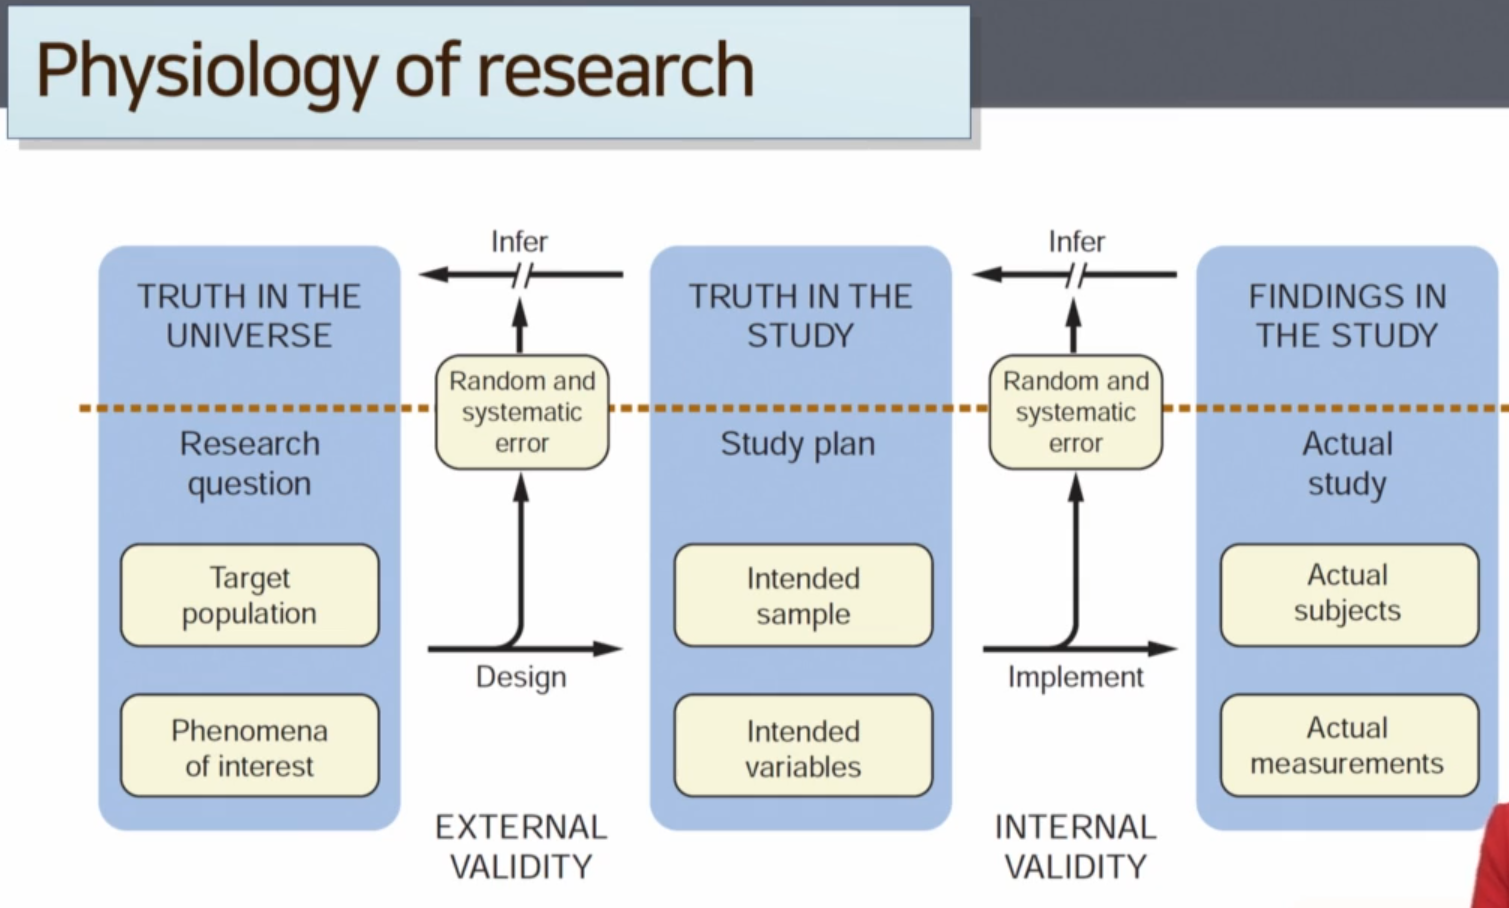 Physiology of research
Infer
Infer
TRUTH IN THE
UNIVERSE
TRUTH IN THE
STUDY
FINDINGS IN
THE STUDY
Random and
systematic
error
Random and
systematic
error
Research
question
Study plan
Actual
study
Target
population
Intended
sample
Actual
subjects
Design
Implement
Phenomena
of interest
Intended
variables
Actual
measurements
EXTERNAL
VALIDITY
INTERNAL
VALIDITY